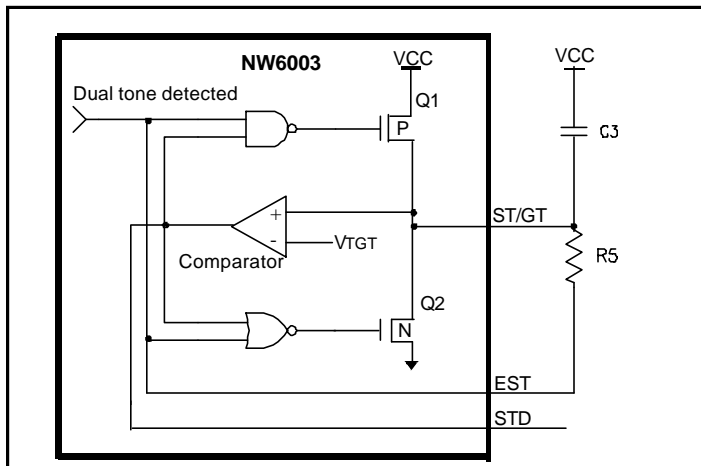 NW6003
VCC
VCC
Dual tone detected
Q1
P
C3
ST/GT
+
-
VTGT
R5
Comparator
Q2
N
EST
STD